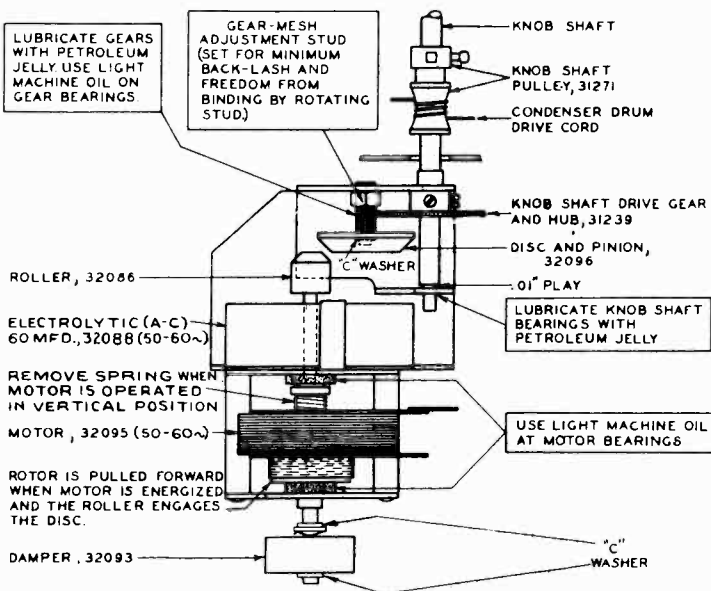 LUBRICATE GEARS
WITH PETROLEUM
JELLY. USE LIGHT
MACHINE OIL ON
GEAR BEARINGS.
GEAR-MESH
ADJUSTMENT STUD
(SET FOR MINIMUM
BACK-LASH AND
FREEDOM FROM
BINDING BY ROTATING
STUD.)
KNOB SHAFT
KNOB SHAFT
PULLEY, 31271
CONDENSER DRUM
DRIVE CORD
KNOB SHAFT DRIVE GEAR
AND HUB, 31239
DISC AND PINION,
32096
"C" WASHER
.01" PLAY
ROLLER, 32086
LUBRICATE KNOB SHAFT
BEARINGS WITH
PETROLEUM JELLY
ELECTROLYTIC (A-C)
60 MFD., 32088 (50-60~)
REMOVE SPRING WHEN
MOTOR IS OPERATED
IN VERTICAL POSITION
MOTOR, 32095 (50-60~)
USE LIGHT MACHINE OIL
AT MOTOR BEARINGS
ROTOR IS PULLED FORWARD
WHEN MOTOR IS ENERGIZED
AND THE ROLLER ENGAGES
THE DISC.
DAMPER, 32093
"C"
WASHER